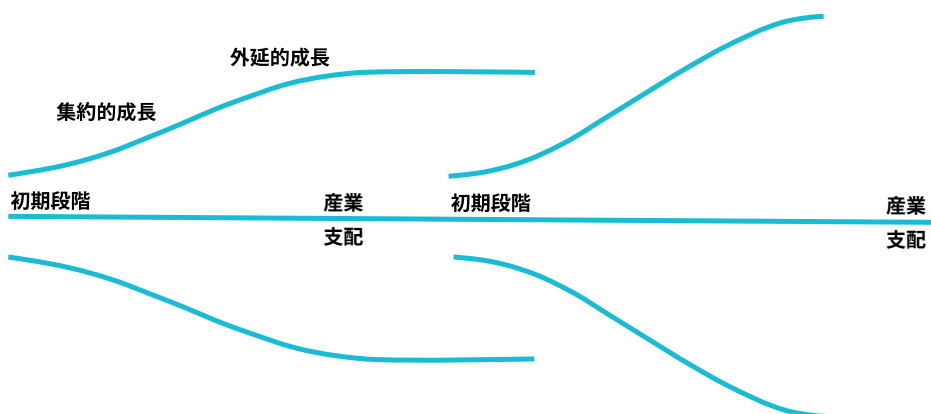 外延的成長
集約的成長
初期段階
産業
支配
初期段階
産業
支配